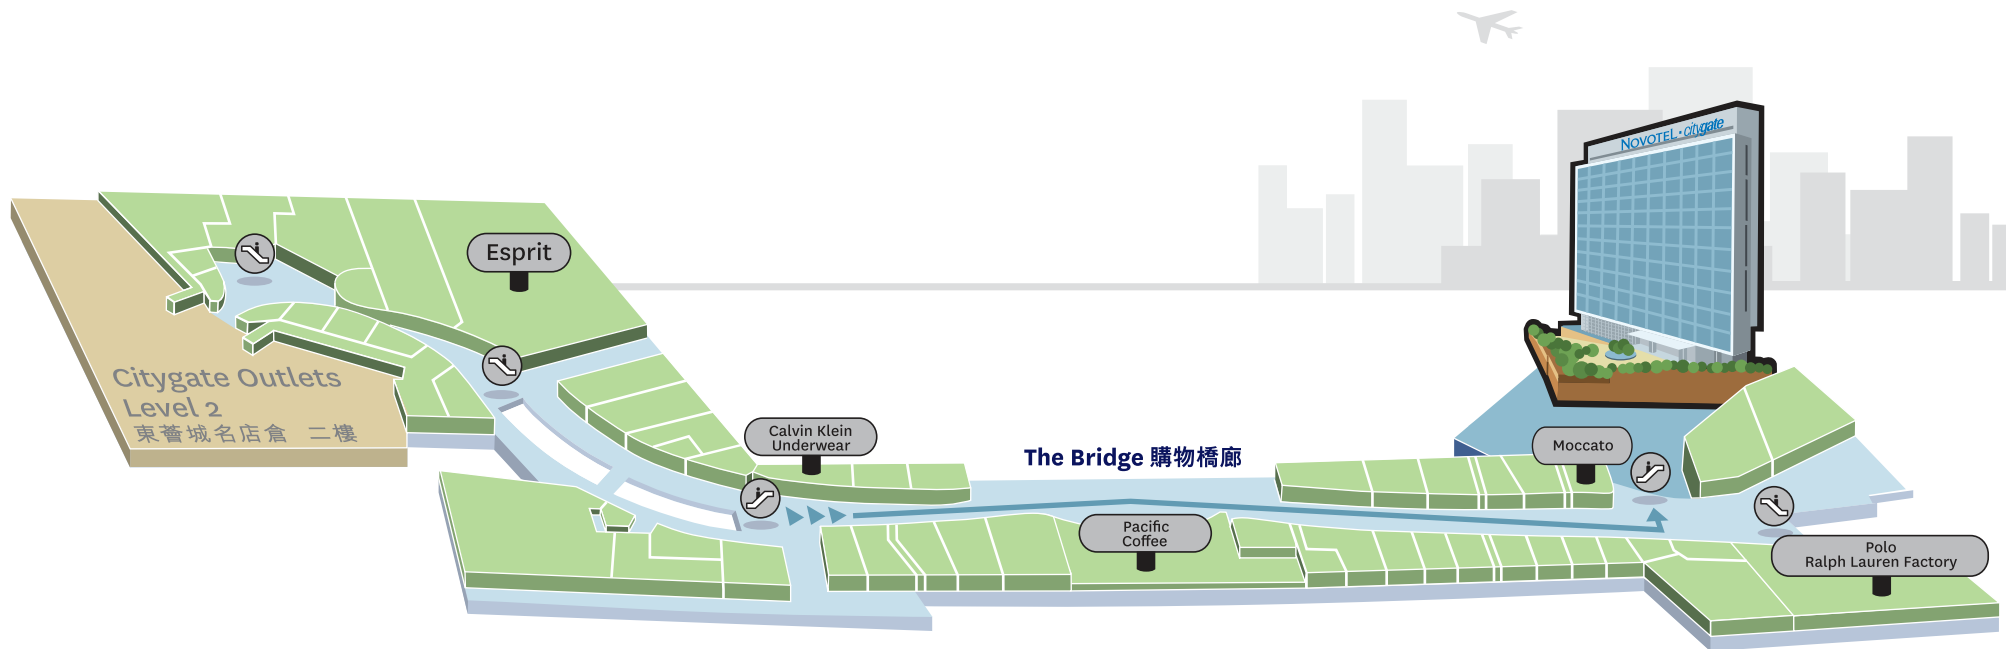 NOVOTEL·citygate
Esprit
Citygate Outlets
Level 2
東薈城名店倉 二樓
Calvin Klein
Underwear
The Bridge 購物橋廊
Moccato
Pacific
Coffee
Polo
Ralph Lauren Factory